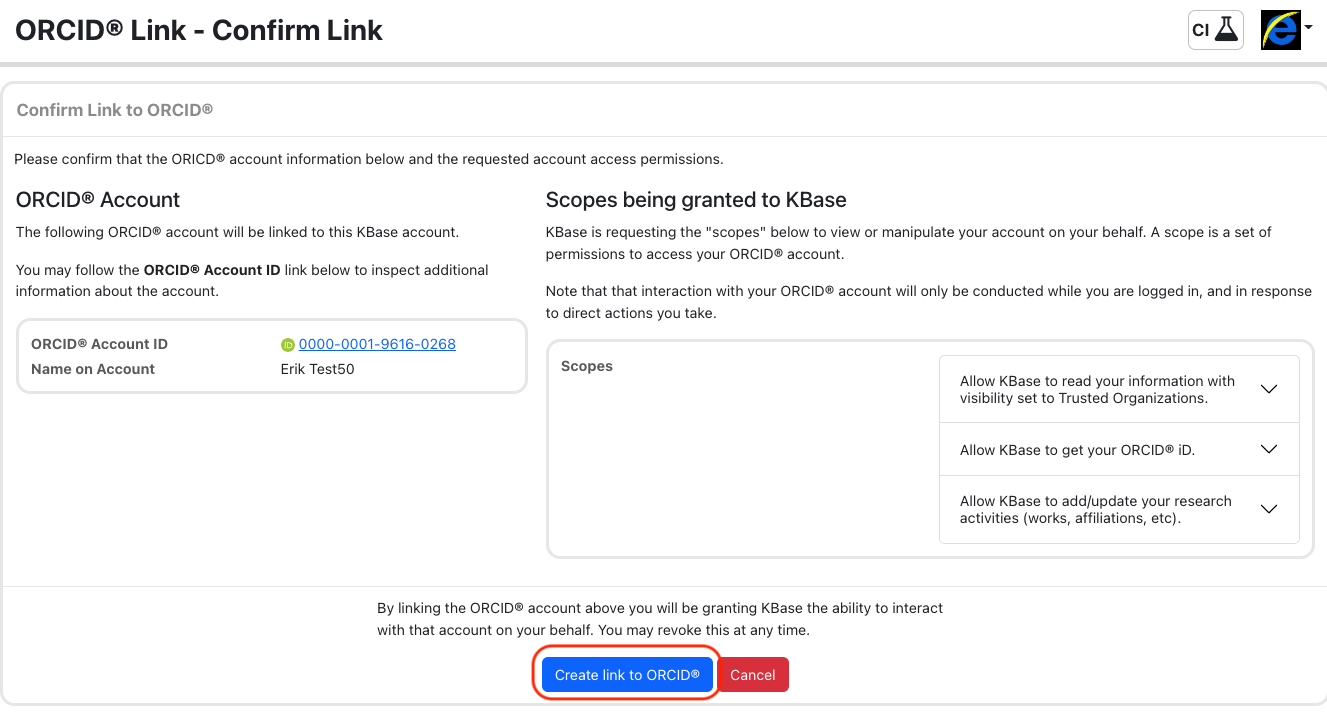 ORCID® Link - Confirm Link
CI
Confirm Link to ORCID®
Please confirm that the ORICD® account information below and the requested account access permissions.
ORCID® Account
The following ORCID® account will be linked to this KBase account.
You may follow the ORCID® Account ID link below to inspect additional
information about the account.
ORCID® Account ID
iD 0000-0001-9616-0268
Name on Account
Erik Test50
Scopes being granted to KBase
KBase is requesting the "scopes" below to view or manipulate your account on your behalf. A scope is a set of
permissions to access your ORCID® account.
Note that that interaction with your ORCID® account will only be conducted while you are logged in, and in response
to direct actions you take.
Scopes
Allow KBase to read your information with
visibility set to Trusted Organizations.
Allow KBase to get your ORCID® iD.
Allow KBase to add/update your research
activities (works, affiliations, etc).
By linking the ORCID® account above you will be granting KBase the ability to interact
with that account on your behalf. You may revoke this at any time.
Create link to ORCID®
Cancel